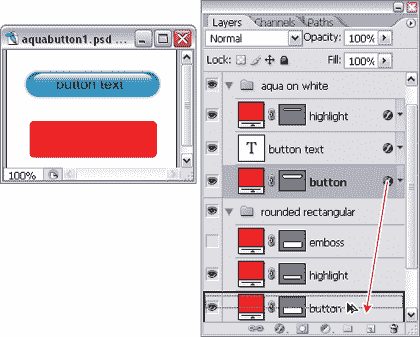 aquabutton1.psd ...
button text
100%
Layers Channels Paths
Normal Opacity: 100%
Lock: Fill: 100%
aqua on white
highlight
T button text
button
rounded rectangular
emboss
highlight
button